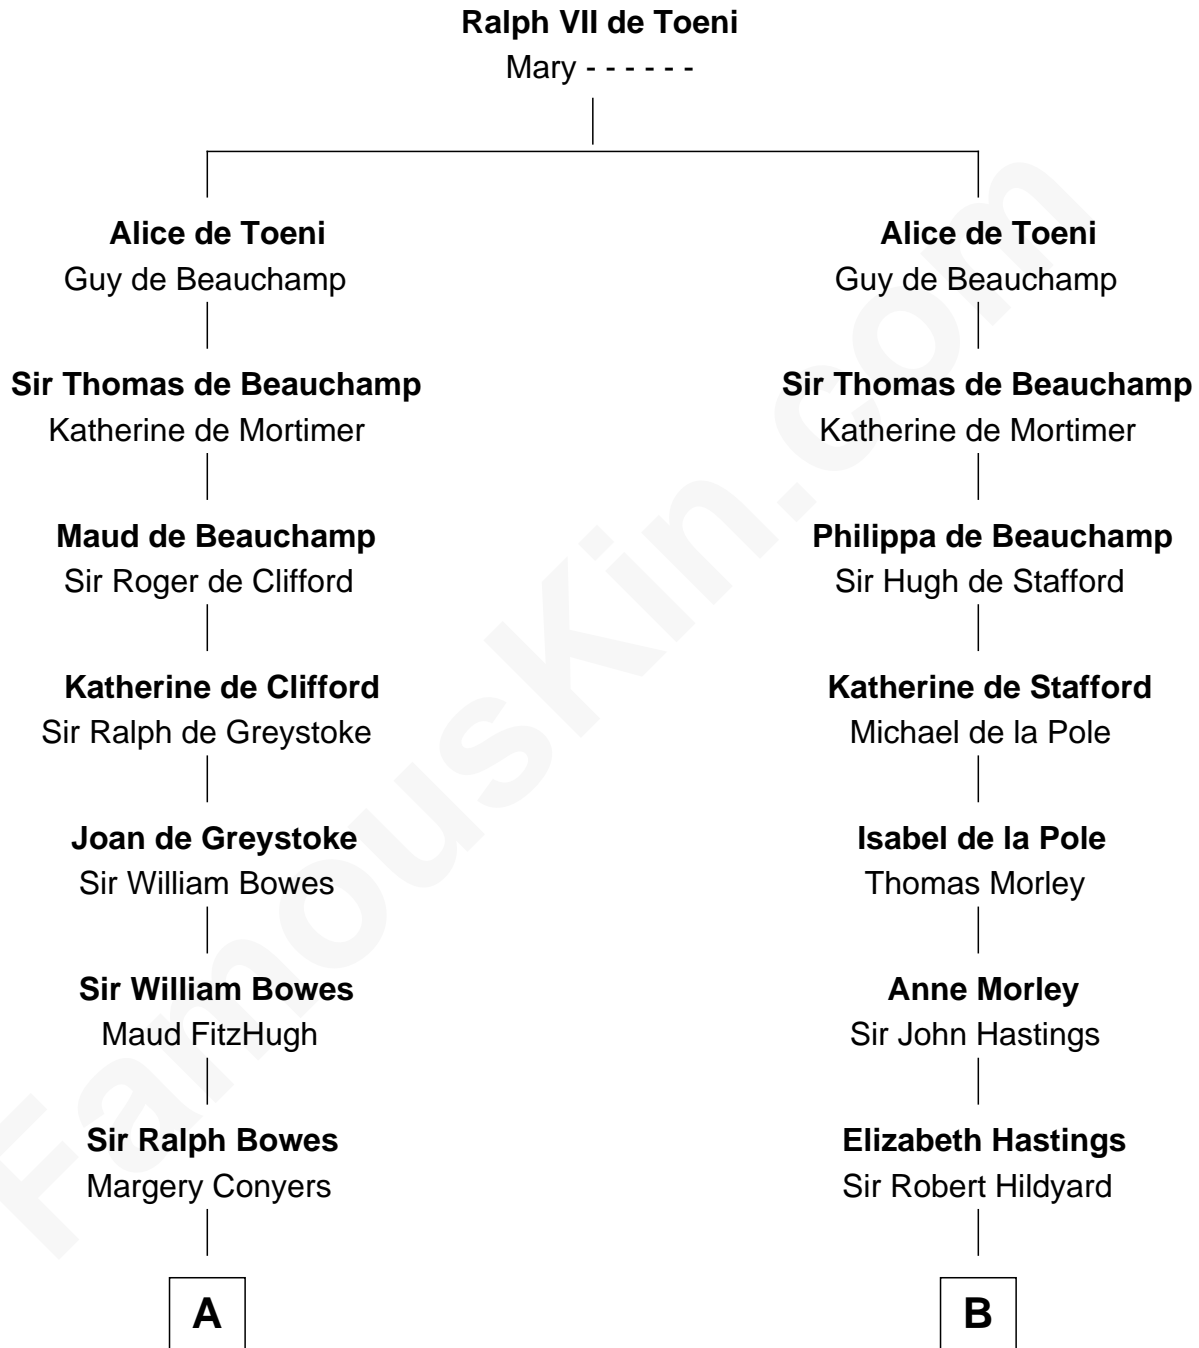 Ralph VII de Toeni
Mary - - - - - -
Alice de Toeni
Guy de Beauchamp
Sir Thomas de Beauchamp
Katherine de Mortimer
Maud de Beauchamp
Sir Roger de Clifford
Katherine de Clifford
Sir Ralph de Greystoke
Joan de Greystoke
Sir William Bowes
Sir William Bowes
Maud FitzHugh
Sir Ralph Bowes
Margery Conyers
A
Alice de Toeni
Guy de Beauchamp
Sir Thomas de Beauchamp
Katherine de Mortimer
Philippa de Beauchamp
Sir Hugh de Stafford
Katherine de Stafford
Michael de la Pole
Isabel de la Pole
Thomas Morley
Anne Morley
Sir John Hastings
Elizabeth Hastings
Sir Robert Hildyard
B
FamousKin.com